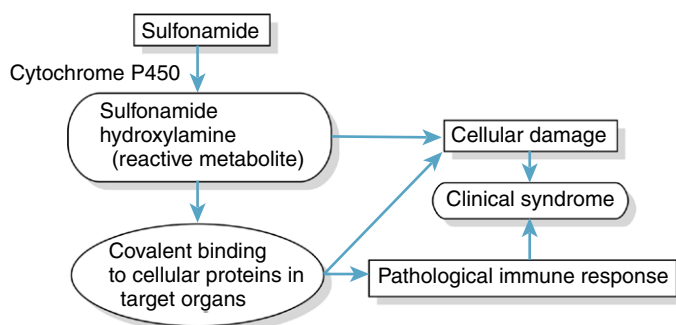 Sulfonamide
Cytochrome P450
Sulfonamide
hydroxylamine
(reactive metabolite)
Cellular damage
Clinical syndrome
Covalent binding
to cellular proteins in
target organs
Pathological immune response